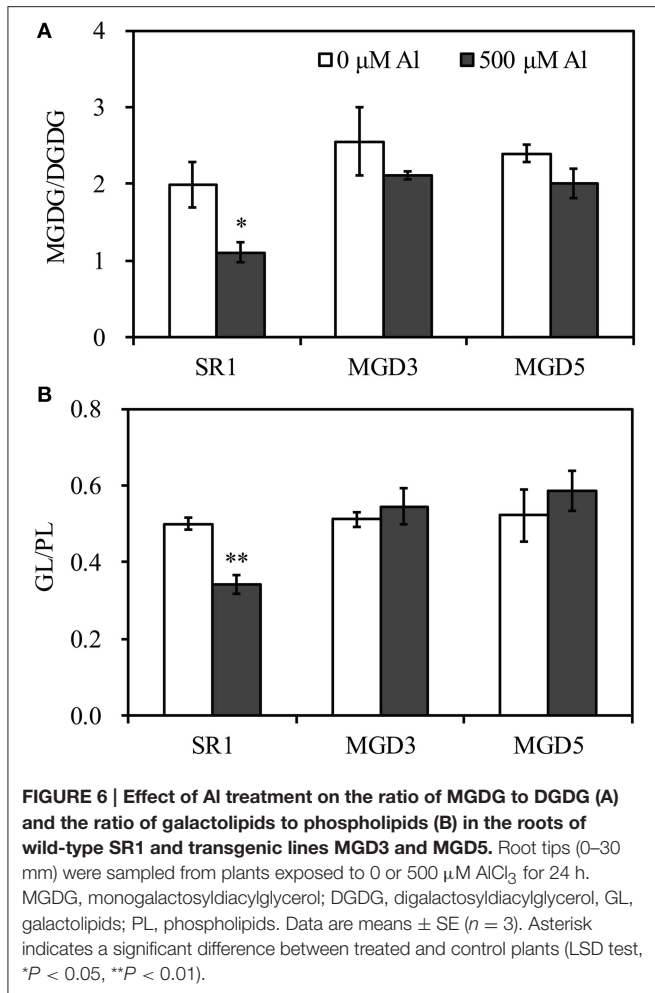 A
4
0 μM Al 500 μM Al
3
2
1
0
MGDG/DGDG
*
SR1 MGD3 MGD5
B
0.8
0.6
0.4
0.2
0.0
GL/PL
**
SR1 MGD3 MGD5
FIGURE 6 | Effect of Al treatment on the ratio of MGDG to DGDG (A)
and the ratio of galactolipids to phospholipids (B) in the roots of
wild-type SR1 and transgenic lines MGD3 and MGD5. Root tips (0–30
mm) were sampled from plants exposed to 0 or 500 μM AlCl₃ for 24 h.
MGDG, monogalactosyldiacylglycerol; DGDG, digalactosyldiacylglycerol, GL,
galactolipids; PL, phospholipids. Data are means ± SE (n = 3). Asterisk
indicates a significant difference between treated and control plants (LSD test,
*P < 0.05, **P < 0.01).